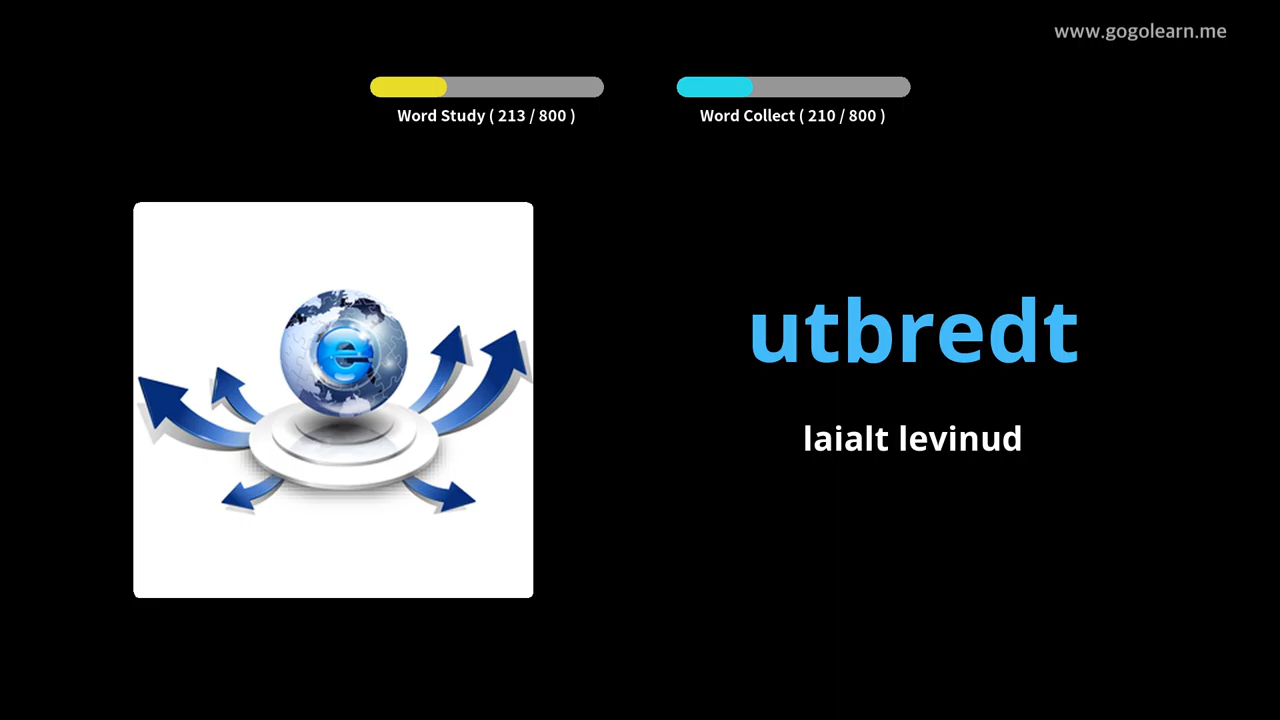 www.gogolearn.me
Word Study ( 213 / 800 )
Word Collect ( 210 / 800 )
e
utbredt
laialt levinud